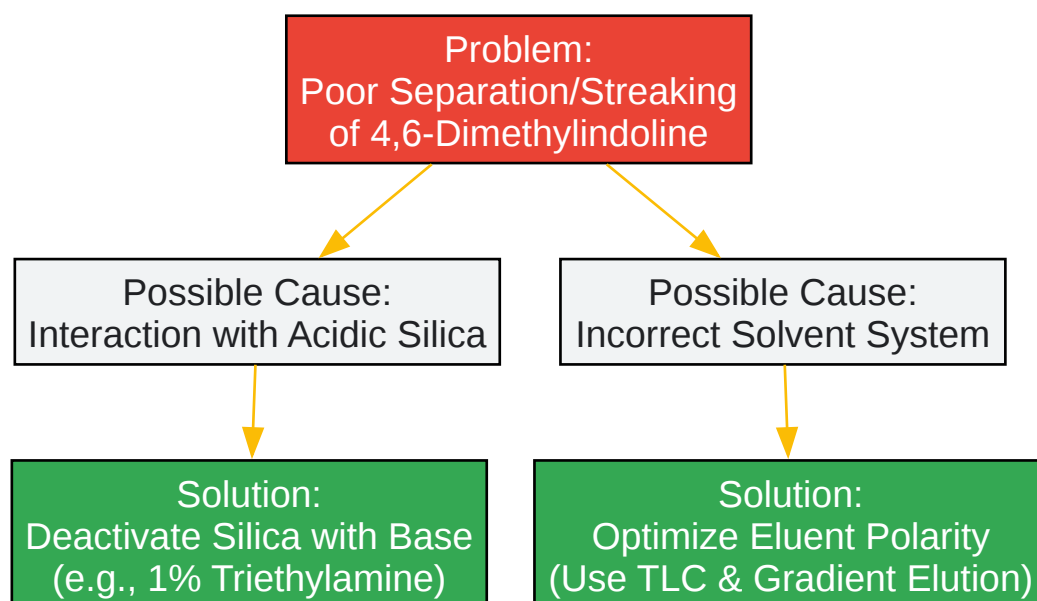 Problem:
Poor Separation/Streaking
of 4,6-Dimethylindoline
Possible Cause:
Interaction with Acidic Silica
Possible Cause:
Incorrect Solvent System
Solution:
Deactivate Silica with Base
(e.g., 1% Triethylamine)
Solution:
Optimize Eluent Polarity
(Use TLC & Gradient Elution)